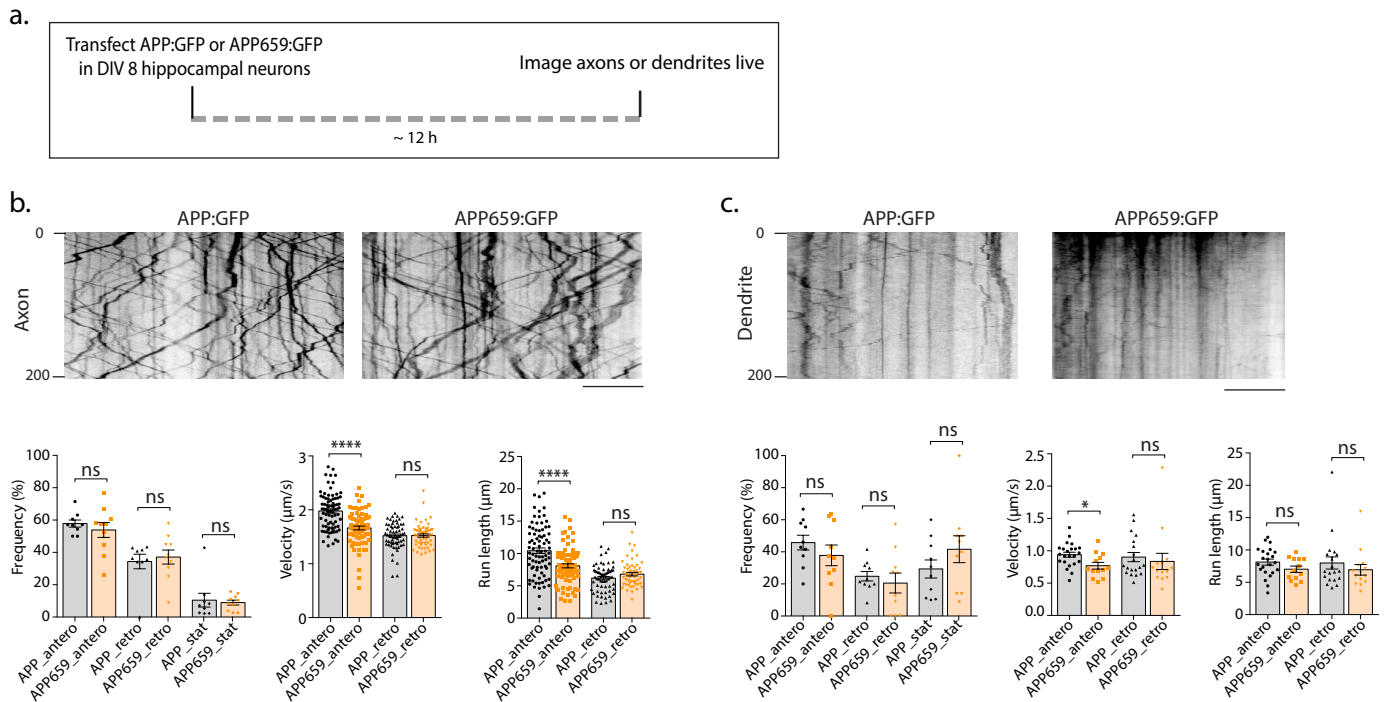 a.
Transfect APP:GFP or APP659:GFP
in DIV 8 hippocampal neurons
Image axons or dendrites live
~ 12 h
b.
APP:GFP
APP659:GFP
0
Axon
200
Frequency (%)
100
80
60
40
20
0
ns
ns
ns
APP_antero
APP659_antero
APP_retro
APP659_retro
APP_stat
APP659_stat
Velocity (µm/s)
3
2
1
0
****
ns
APP_antero
APP659_antero
APP_retro
APP659_retro
Run length (µm)
25
20
15
10
5
0
****
ns
APP_antero
APP659_antero
APP_retro
APP659_retro
c.
APP:GFP
APP659:GFP
0
Dendrite
200
Frequency (%)
100
80
60
40
20
0
ns
ns
ns
APP_antero
APP659_antero
APP_retro
APP659_retro
APP_stat
APP659_stat
Velocity (µm/s)
2.5
2.0
1.5
1.0
0.5
0.0
*
ns
APP_antero
APP659_antero
APP_retro
APP659_retro
Run length (µm)
25
20
15
10
5
0
ns
ns
APP_antero
APP659_antero
APP_retro
APP659_retro